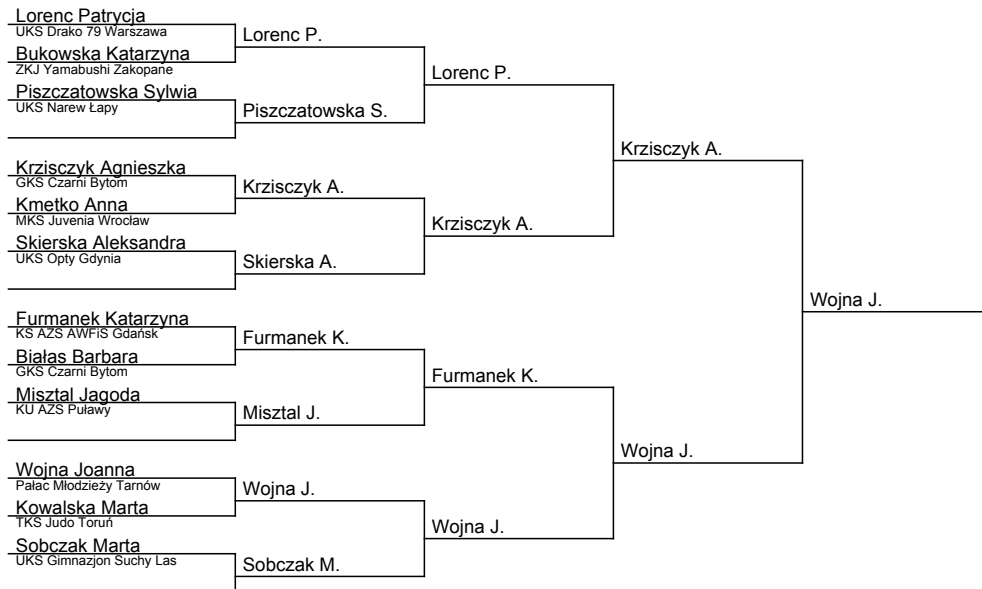 Lorenc Patrycja
UKS Drako 79 Warszawa
Lorenc P.
Bukowska Katarzyna
ZKJ Yamabushi Zakopane
Lorenc P.
Piszczatowska Sylwia
UKS Narew Łapy
Piszczatowska S.
Krzisczyk A.
Krzisczyk Agnieszka
GKS Czarni Bytom
Krzisczyk A.
Kmetko Anna
MKS Juvenia Wrocław
Krzisczyk A.
Skierska Aleksandra
UKS Opty Gdynia
Skierska A.
Wojna J.
Furmanek Katarzyna
KS AZS AWFiS Gdańsk
Furmanek K.
Białas Barbara
GKS Czarni Bytom
Furmanek K.
Misztal Jagoda
KU AZS Puławy
Misztal J.
Wojna J.
Wojna Joanna
Pałac Młodzieży Tarnów
Wojna J.
Kowalska Marta
TKS Judo Toruń
Wojna J.
Sobczak Marta
UKS Gimnazjon Suchy Las
Sobczak M.